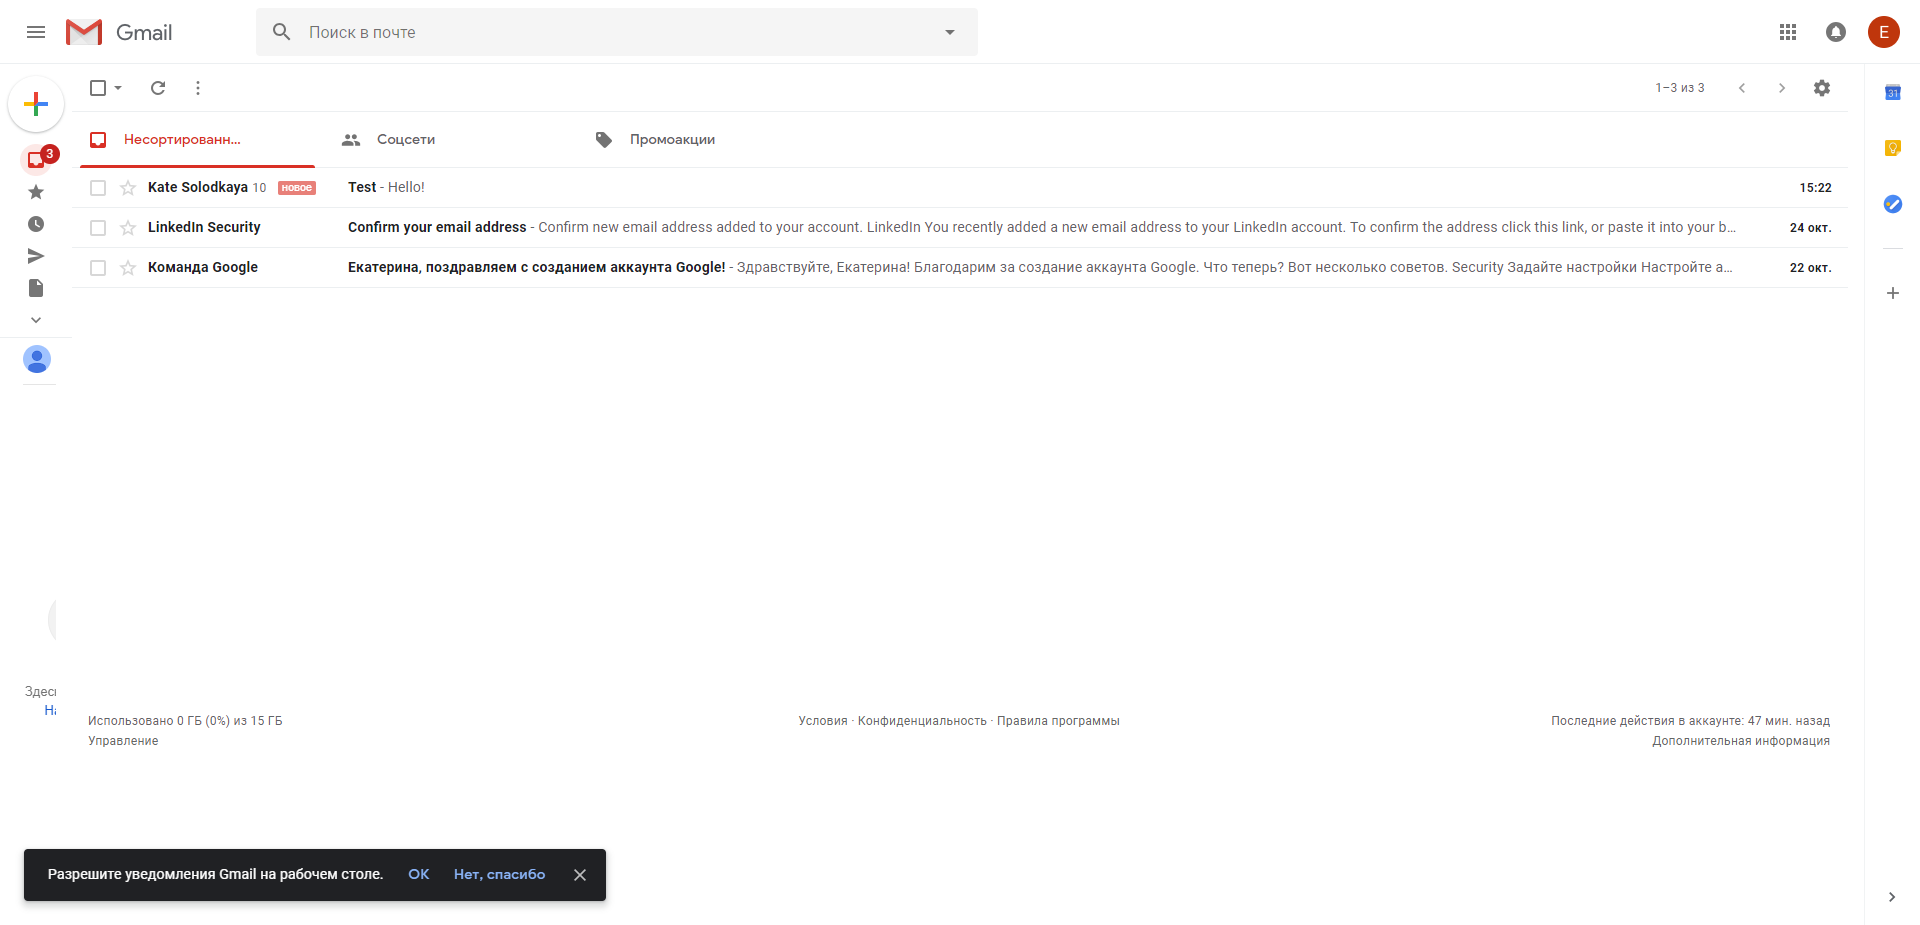 Gmail
Поиск в почте
E
1–3 из 3
31
Несортированн...
Соцсети
Промоакции
3
Kate Solodkaya 10 новое Test - Hello! 15:22
LinkedIn Security Confirm your email address - Confirm new email address added to your account. LinkedIn You recently added a new email address to your LinkedIn account. To confirm the address click this link, or paste it into your b... 24 окт.
Команда Google Екатерина, поздравляем с созданием аккаунта Google! - Здравствуйте, Екатерина! Благодарим за создание аккаунта Google. Что теперь? Вот несколько советов. Security Задайте настройки Настройте а... 22 окт.
Использовано 0 ГБ (0%) из 15 ГБ
Управление
Условия · Конфиденциальность · Правила программы
Последние действия в аккаунте: 47 мин. назад
Дополнительная информация
Разрешите уведомления Gmail на рабочем столе. ОК Нет, спасибо